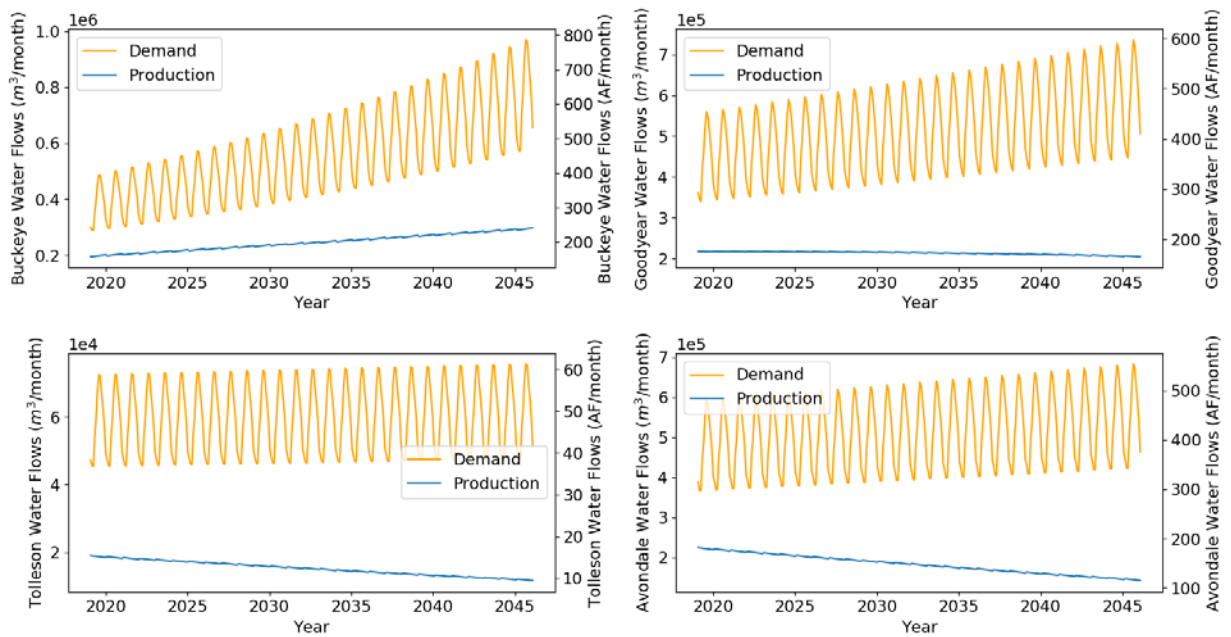 1e6
Buckeye Water Flows (m³/month)
1.0
0.8
0.6
0.4
0.2
Demand
Production
800
700
600
500
400
300
200
Buckeye Water Flows (AF/month)
2020 2025 2030 2035 2040 2045
Year
1e5
Goodyear Water Flows (m³/month)
7
6
5
4
3
2
Demand
Production
600
500
400
300
200
Goodyear Water Flows (AF/month)
2020 2025 2030 2035 2040 2045
Year
1e4
Tolleson Water Flows (m³/month)
6
4
2
Demand
Production
60
50
40
30
20
10
Tolleson Water Flows (AF/month)
2020 2025 2030 2035 2040 2045
Year
1e5
Avondale Water Flows (m³/month)
7
6
5
4
3
2
Demand
Production
500
400
300
200
100
Avondale Water Flows (AF/month)
2020 2025 2030 2035 2040 2045
Year